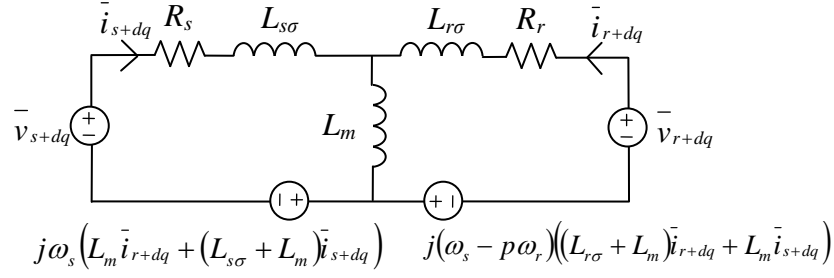 i̅ₛ₊dq Rₛ Lₛσ Lᵣσ Rᵣ i̅ᵣ₊dq
v̅ₛ₊dq + − Lₘ + − v̅ᵣ₊dq
− + + −
jωₛ(Lₘ i̅ᵣ₊dq + (Lₛσ + Lₘ) i̅ₛ₊dq) j(ωₛ − pωᵣ)((Lᵣσ + Lₘ) i̅ᵣ₊dq + Lₘ i̅ₛ₊dq)